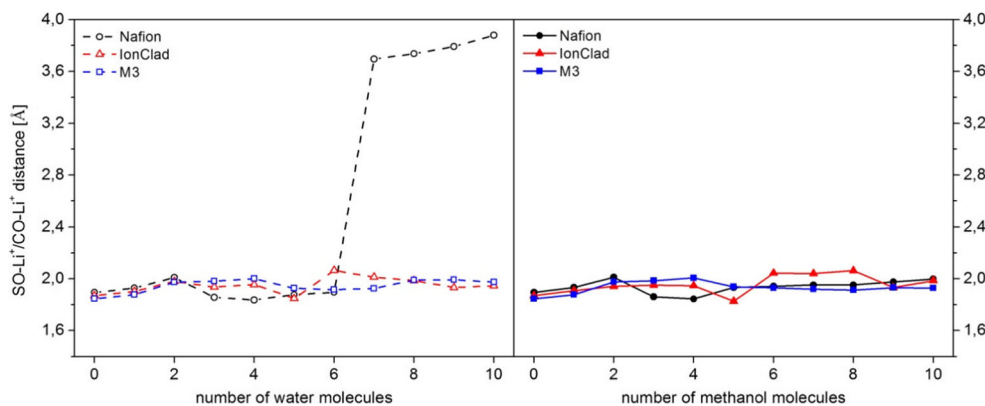 SO-Li⁺/CO-Li⁺ distance [Å]
4,0
3,6
3,2
2,8
2,4
2,0
1,6
Nafion
IonClad
M3
0 2 4 6 8 10
number of water molecules
Nafion
IonClad
M3
0 2 4 6 8 10
number of methanol molecules
4,0
3,6
3,2
2,8
2,4
2,0
1,6